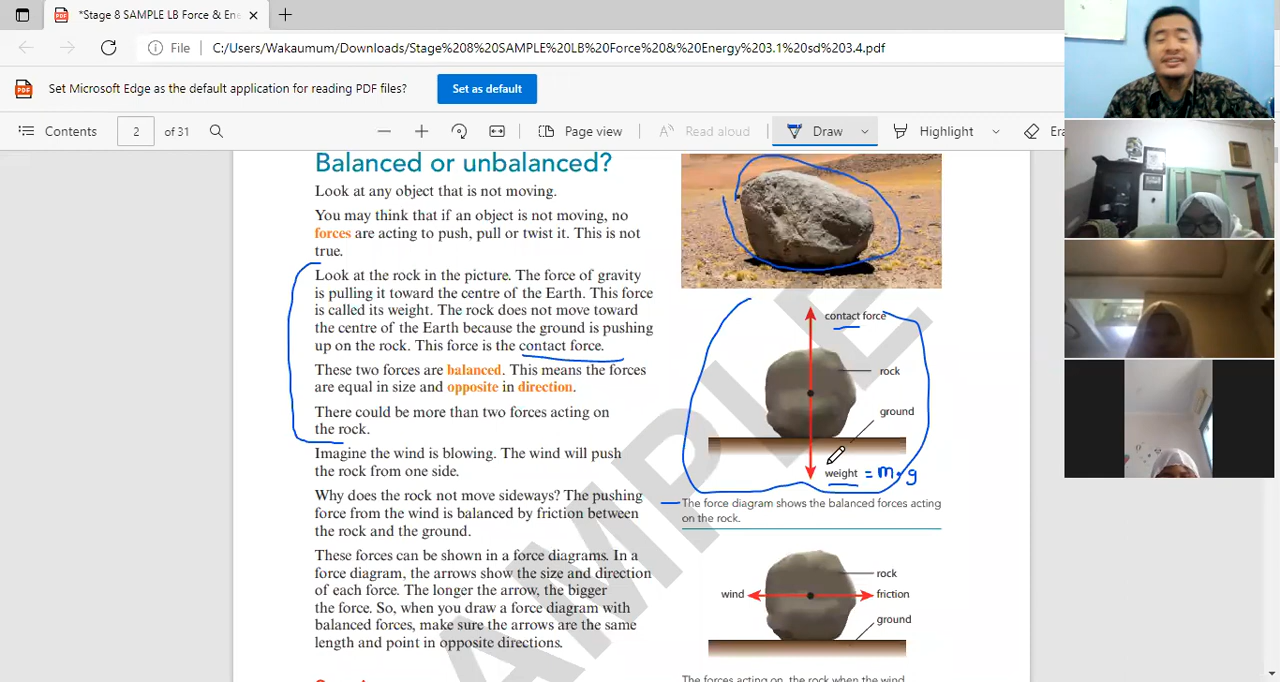 *Stage 8 SAMPLE LB Force & Ene
File
C:/Users/Wakaumum/Downloads/Stage%208%20SAMPLE%20LB%20Force%20&%20Energy%203.1%20sd%203.4.pdf
Set Microsoft Edge as the default application for reading PDF files?
Set as default
Contents
2
of 31
Page view
Read aloud
Draw
Highlight
Era
Balanced or unbalanced?
Look at any object that is not moving.
You may think that if an object is not moving, no
forces are acting to push, pull or twist it. This is not
true.
Look at the rock in the picture. The force of gravity
is pulling it toward the centre of the Earth. This force
is called its weight. The rock does not move toward
the centre of the Earth because the ground is pushing
up on the rock. This force is the contact force.
These two forces are balanced. This means the forces
are equal in size and opposite in direction.
There could be more than two forces acting on
the rock.
Imagine the wind is blowing. The wind will push
the rock from one side.
Why does the rock not move sideways? The pushing
force from the wind is balanced by friction between
the rock and the ground.
These forces can be shown in a force diagrams. In a
force diagram, the arrows show the size and direction
of each force. The longer the arrow, the bigger
the force. So, when you draw a force diagram with
balanced forces, make sure the arrows are the same
length and point in opposite directions.
contact force
rock
ground
weight = m.g
The force diagram shows the balanced forces acting
on the rock.
rock
wind
friction
ground
The forces acting on the rock when the wind
SAMPLE